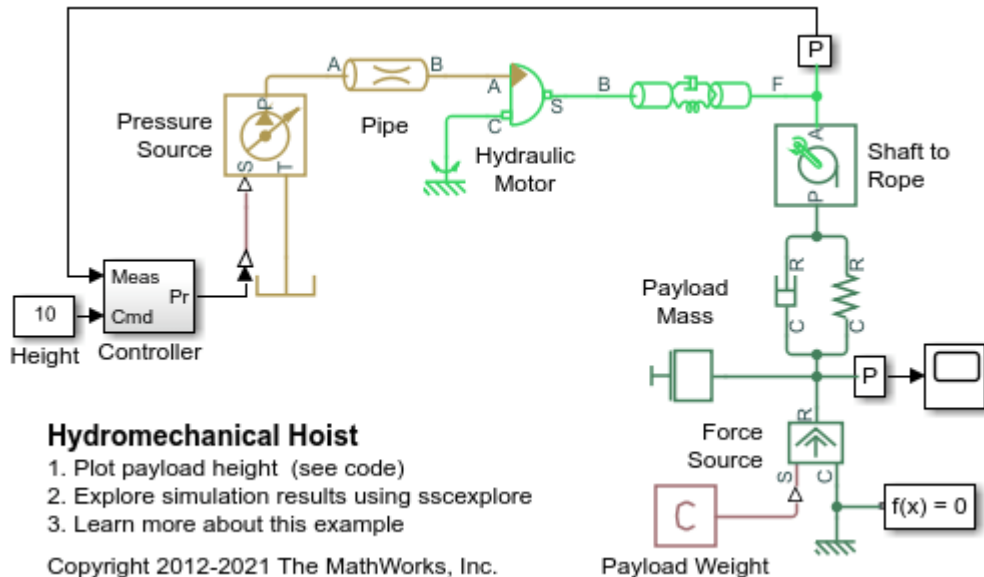 P
A
B
A
B
F
P
Pressure
Source
Pipe
C
S
Hydraulic
Motor
A
Shaft to
Rope
S
T
P
Meas
Pr
Cmd
10
Height
Controller
R
R
Payload
Mass
C
C
P
R
Hydromechanical Hoist
1. Plot payload height (see code)
2. Explore simulation results using sscexplore
3. Learn more about this example
Copyright 2012-2021 The MathWorks, Inc.
Force
Source
S
C
C
f(x) = 0
Payload Weight